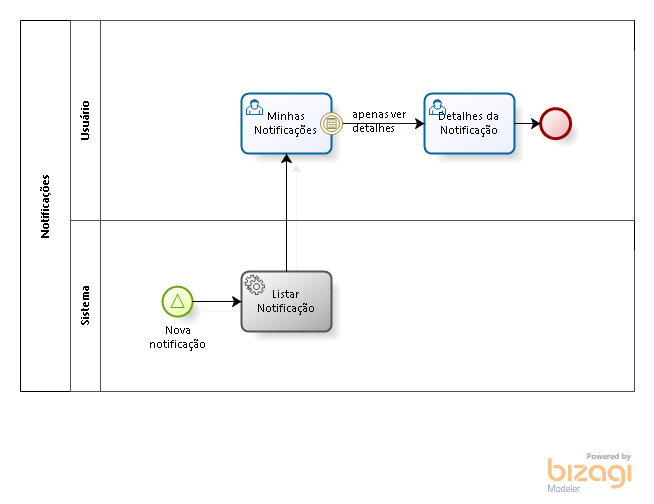 Notificações
Usuário
Minhas
Notificações
apenas ver
detalhes
Detalhes da
Notificação
Sistema
Nova
notificação
Listar
Notificação
Powered by
bizagi
Modeler